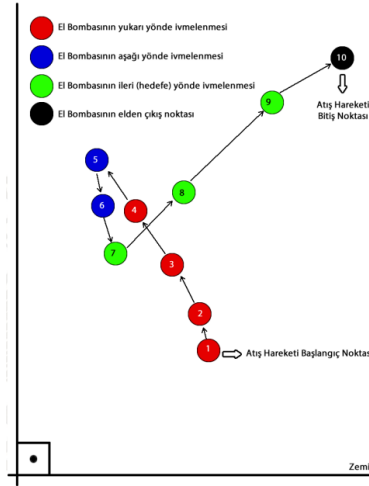 El Bombasının yukarı yönde ivmelenmesi
El Bombasının aşağı yönde ivmelenmesi
El Bombasının ileri (hedefe) yönde ivmelenmesi
El Bombasının elden çıkış noktası
10
Atış Hareketi
Bitiş Noktası
9
5
8
6
4
7
3
2
1
Atış Hareketi Başlangıç Noktas
Zemi